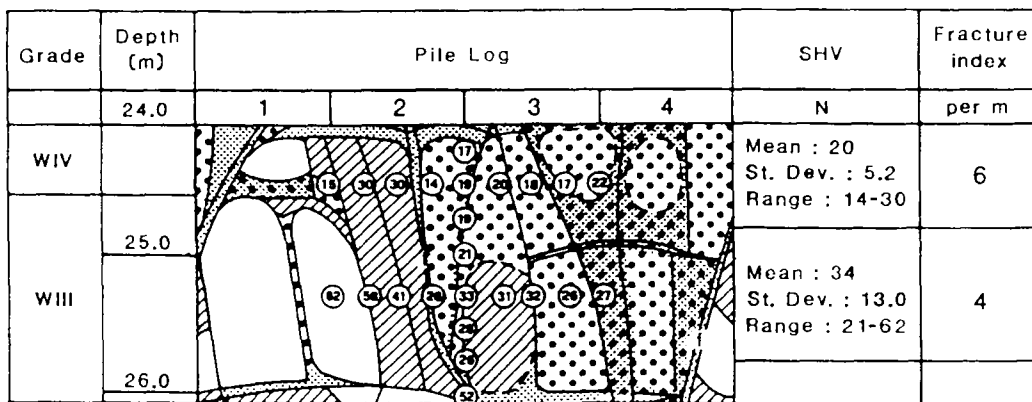 Grade
Depth (m)
Pile Log
SHV
Fracture index
24.0
1 2 3 4
N
per m
WIV
17
15 30 30 14 19 20 18 17 22
19
Mean : 20
St. Dev. : 5.2
Range : 14-30
6
25.0
21
WIII
62 56 41 28 33 31 32 26 27
Mean : 34
St. Dev. : 13.0
Range : 21-62
4
26.0
52